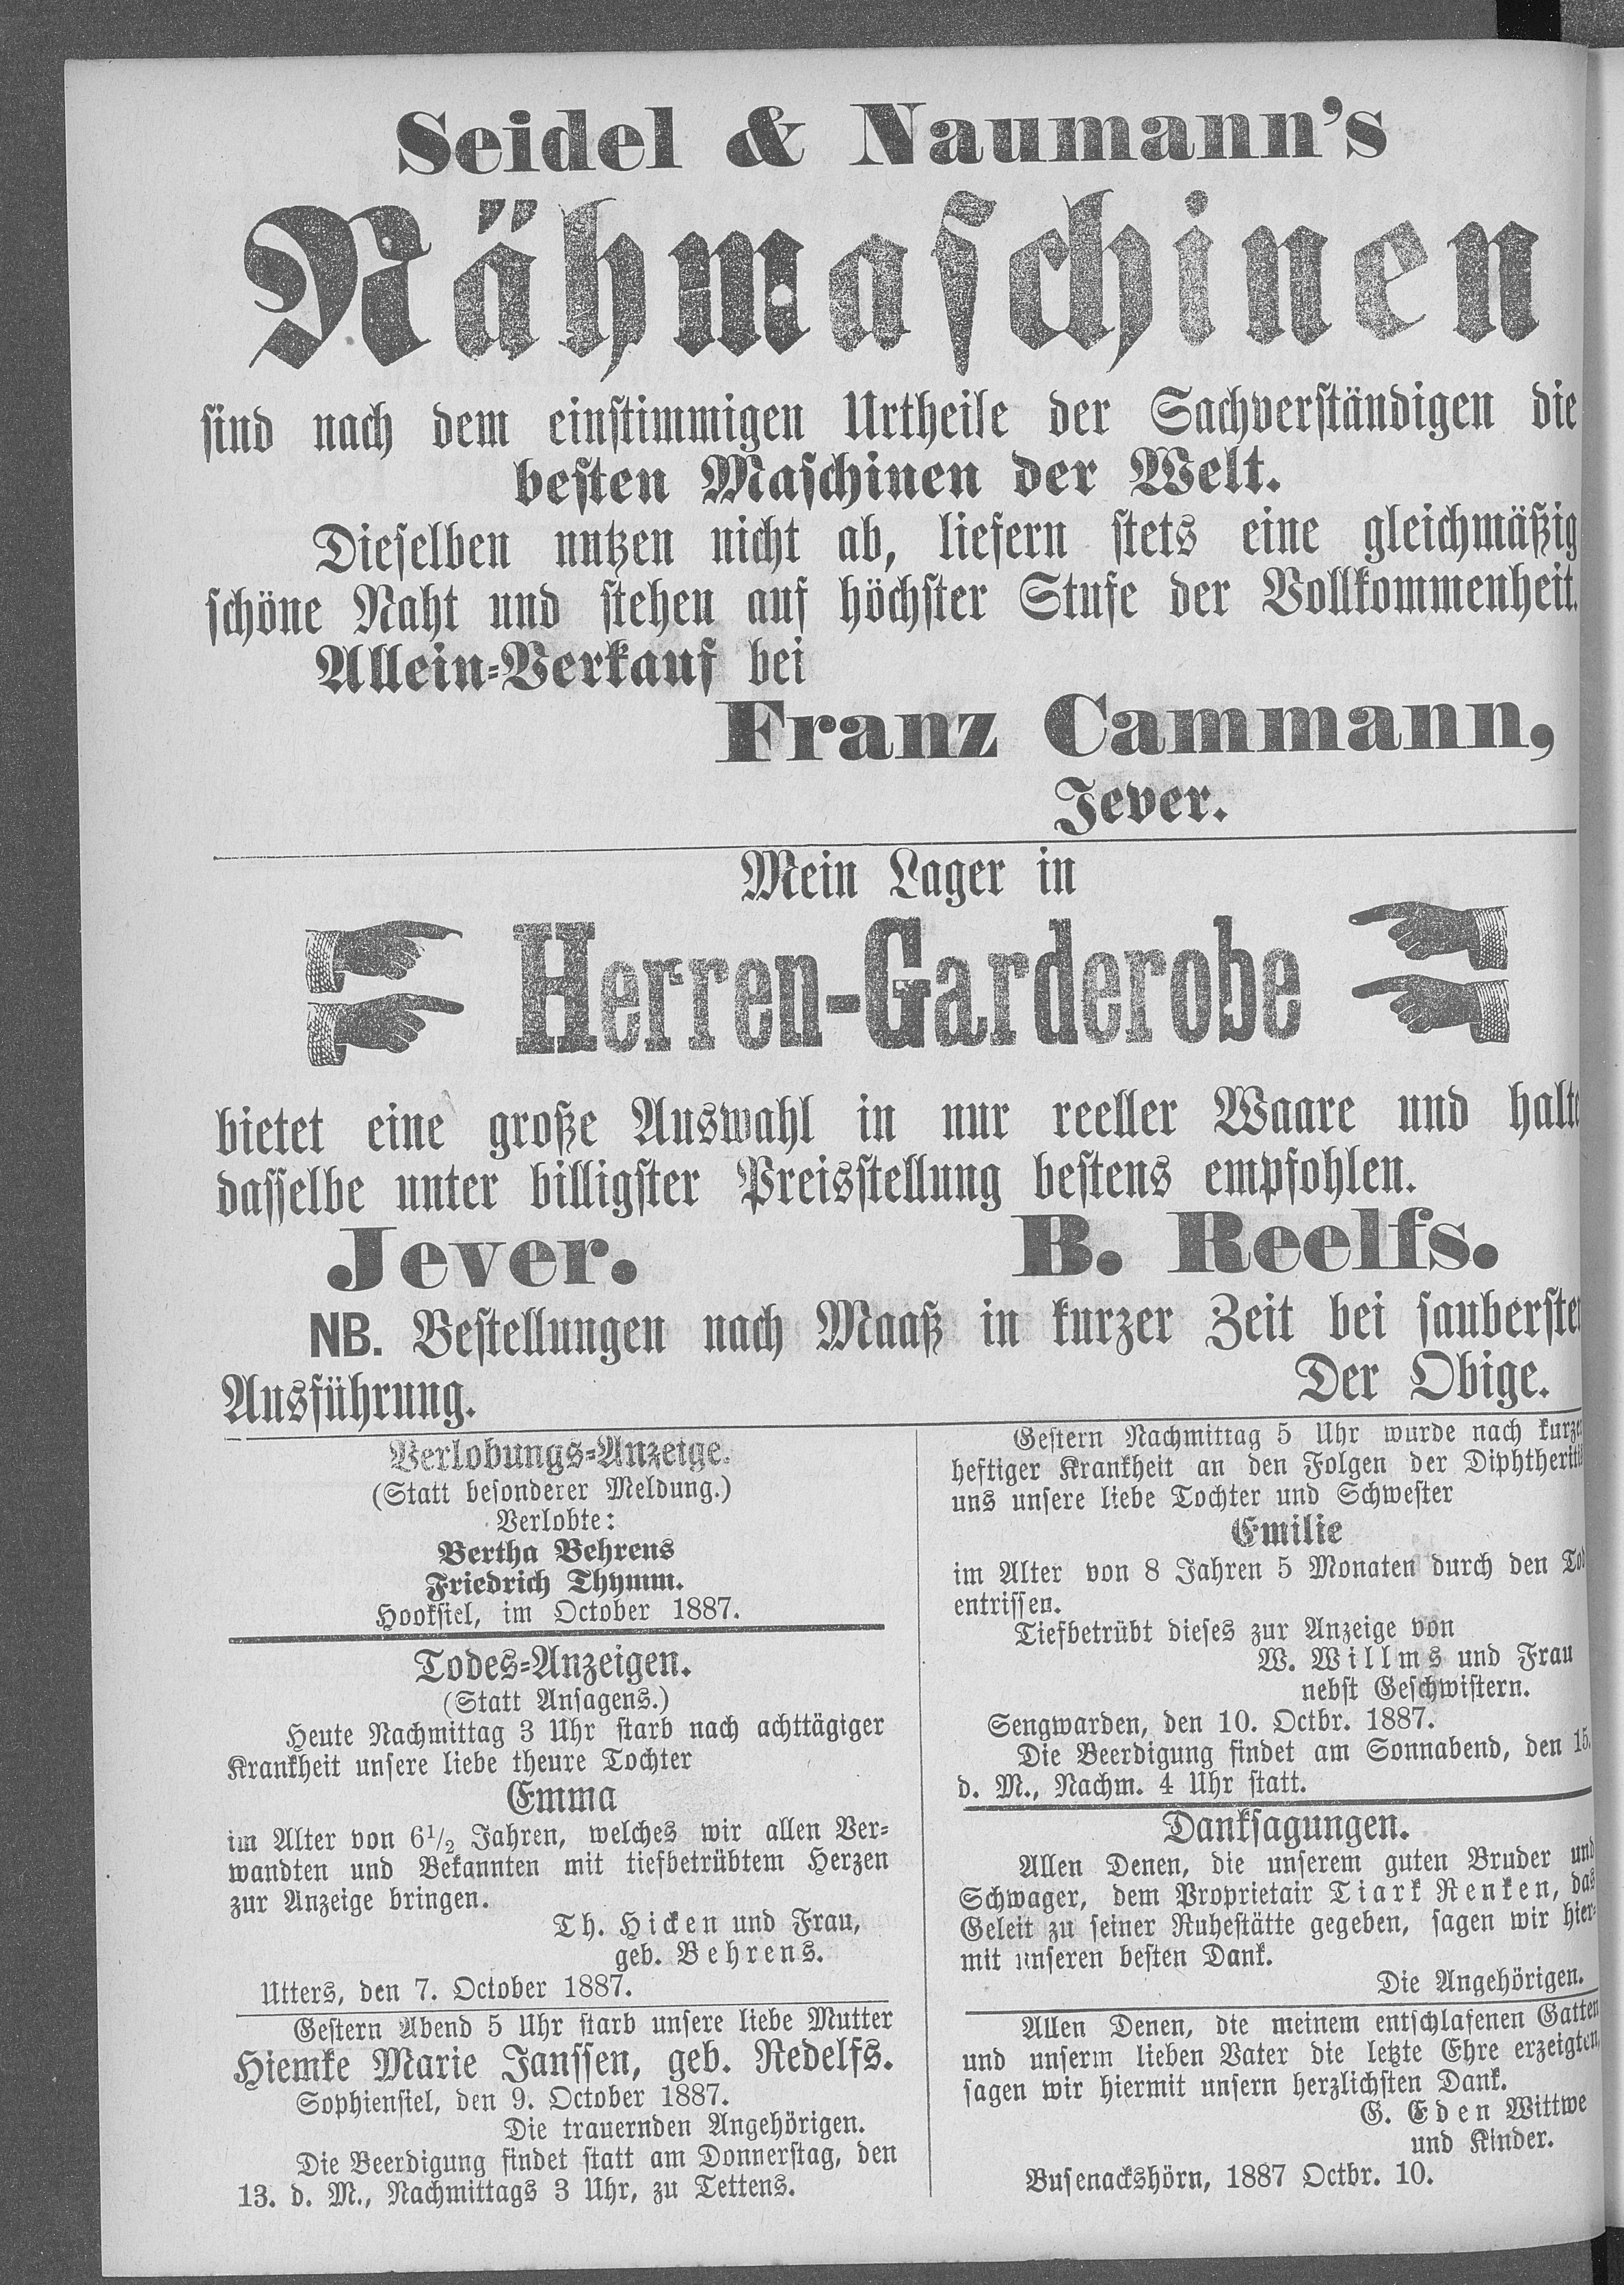 Seidel & Naumann's
Nähmaschinen
sind nach dem einstimmigen Urtheile der Sachverständigen die
besten Maschinen der Welt.
Dieselben nutzen nicht ab, liefern stets eine gleichmäßig
schöne Naht und stehen auf höchster Stufe der Vollkommenheit.
Allein-Verkauf bei
Franz Cammann,
Jever.
Mein Lager in
Herren-Garderobe
bietet eine große Auswahl in nur reeller Waare und halte
dasselbe unter billigster Preisstellung bestens empfohlen.
Jever. B. Reelfs.
NB. Bestellungen nach Maaß in kurzer Zeit bei sauberster
Ausführung. Der Obige.
Verlobungs-Anzeige.
(Statt besonderer Meldung.)
Verlobte:
Bertha Behrens
Friedrich Thymm.
Hooksiel, im October 1887.
Todes-Anzeigen.
(Statt Ansagens.)
Heute Nachmittag 3 Uhr starb nach achttägiger
Krankheit unsere liebe theure Tochter
Emma
im Alter von 6 1/2 Jahren, welches wir allen Ver-
wandten und Bekannten mit tiefbetrübtem Herzen
zur Anzeige bringen.
Th. Hicken und Frau,
geb. Behrens.
Utters, den 7. October 1887.
Gestern Abend 5 Uhr starb unsere liebe Mutter
Hiemke Marie Janssen, geb. Redelfs.
Sophiensiel, den 9. October 1887.
Die trauernden Angehörigen.
Die Beerdigung findet statt am Donnerstag, den
13. d. M., Nachmittags 3 Uhr, zu Tettens.
Gestern Nachmittag 5 Uhr wurde nach kurzer
heftiger Krankheit an den Folgen der Diphtheritis
uns unsere liebe Tochter und Schwester
Emilie
im Alter von 8 Jahren 5 Monaten durch den Tod
entrissen.
Tiefbetrübt dieses zur Anzeige von
W. Willms und Frau
nebst Geschwistern.
Sengwarden, den 10. Octbr. 1887.
Die Beerdigung findet am Sonnabend, den 15.
d. M., Nachm. 4 Uhr statt.
Danksagungen.
Allen Denen, die unserem guten Bruder und
Schwager, dem Proprietair Tiark Renken, das
Geleit zu seiner Ruhestätte gegeben, sagen wir hier-
mit unseren besten Dank.
Die Angehörigen.
Allen Denen, die meinem entschlafenen Gatten
und unserm lieben Vater die letzte Ehre erzeigten,
sagen wir hiermit unsern herzlichsten Dank.
G. Eden Wittwe
und Kinder.
Busenackshörn, 1887 Octbr. 10.